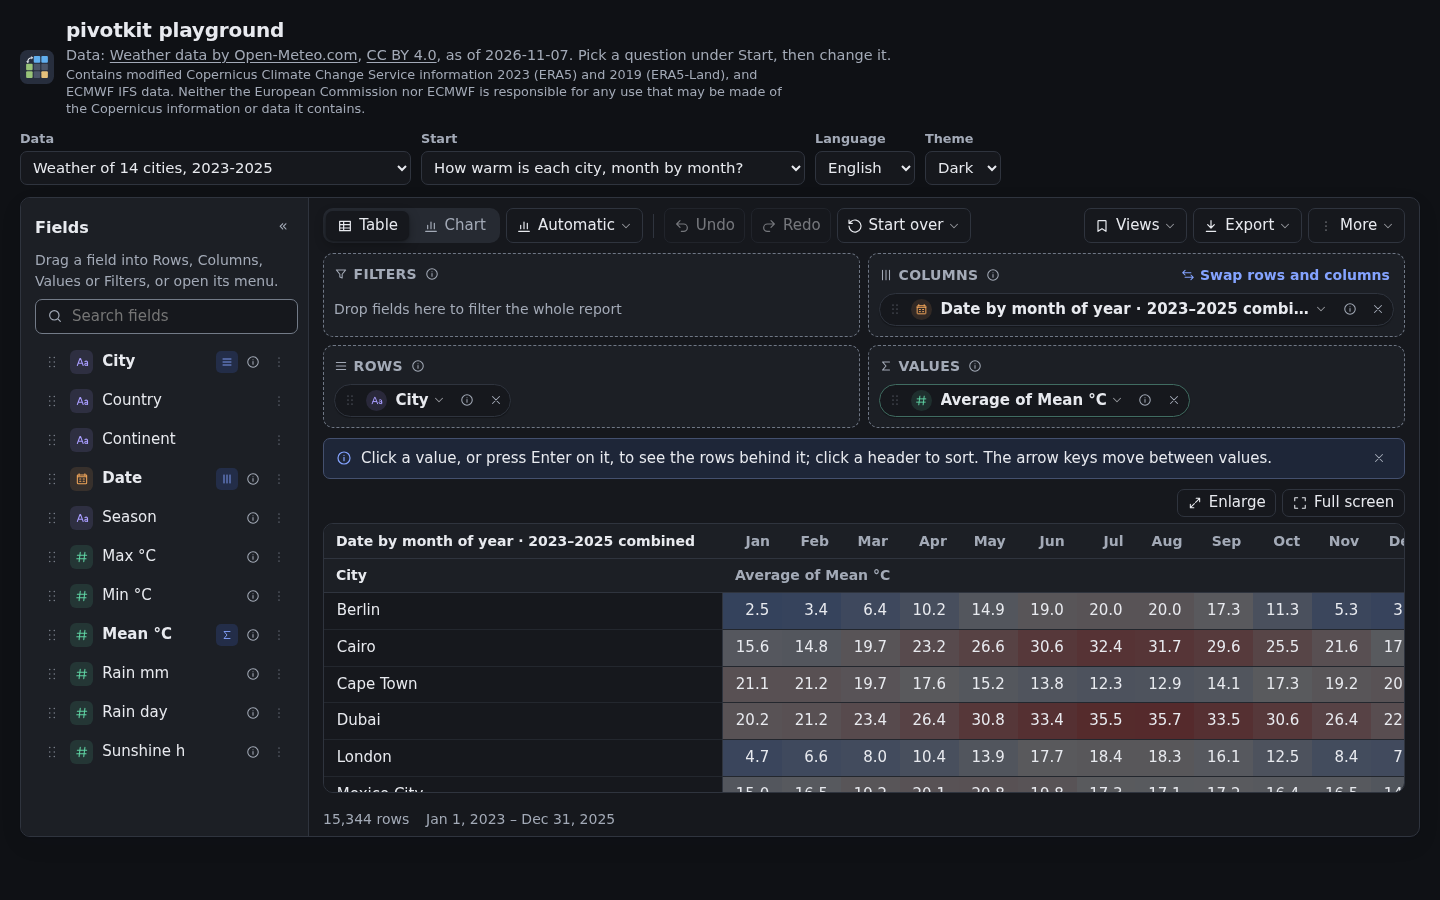 pivotkit playground
Data: Weather data by Open-Meteo.com, CC BY 4.0, as of 2026-11-07. Pick a question under Start, then change it.
Contains modified Copernicus Climate Change Service information 2023 (ERA5) and 2019 (ERA5-Land), and
ECMWF IFS data. Neither the European Commission nor ECMWF is responsible for any use that may be made of
the Copernicus information or data it contains.
Data Start Language Theme
Weather of 14 cities, 2023-2025 How warm is each city, month by month? English Dark
Fields «
Drag a field into Rows, Columns,
Values or Filters, or open its menu.
Search fields
Aa City
Aa Country
Aa Continent
Date
Aa Season
Max °C
Min °C
Mean °C Σ
Rain mm
Rain day
Sunshine h
Table Chart Automatic Undo Redo Start over Views Export More
FILTERS
Drop fields here to filter the whole report
COLUMNS Swap rows and columns
Date by month of year · 2023–2025 combi...
ROWS
Aa City
Σ VALUES
Average of Mean °C
Click a value, or press Enter on it, to see the rows behind it; click a header to sort. The arrow keys move between values.
Enlarge Full screen
Date by month of year · 2023–2025 combined Jan Feb Mar Apr May Jun Jul Aug Sep Oct Nov
City Average of Mean °C
Berlin 2.5 3.4 6.4 10.2 14.9 19.0 20.0 20.0 17.3 11.3 5.3 3
Cairo 15.6 14.8 19.7 23.2 26.6 30.6 32.4 31.7 29.6 25.5 21.6 17
Cape Town 21.1 21.2 19.7 17.6 15.2 13.8 12.3 12.9 14.1 17.3 19.2 20
Dubai 20.2 21.2 23.4 26.4 30.8 33.4 35.5 35.7 33.5 30.6 26.4 22
London 4.7 6.6 8.0 10.4 13.9 17.7 18.4 18.3 16.1 12.5 8.4 7
Mexico City
15,344 rows Jan 1, 2023 – Dec 31, 2025